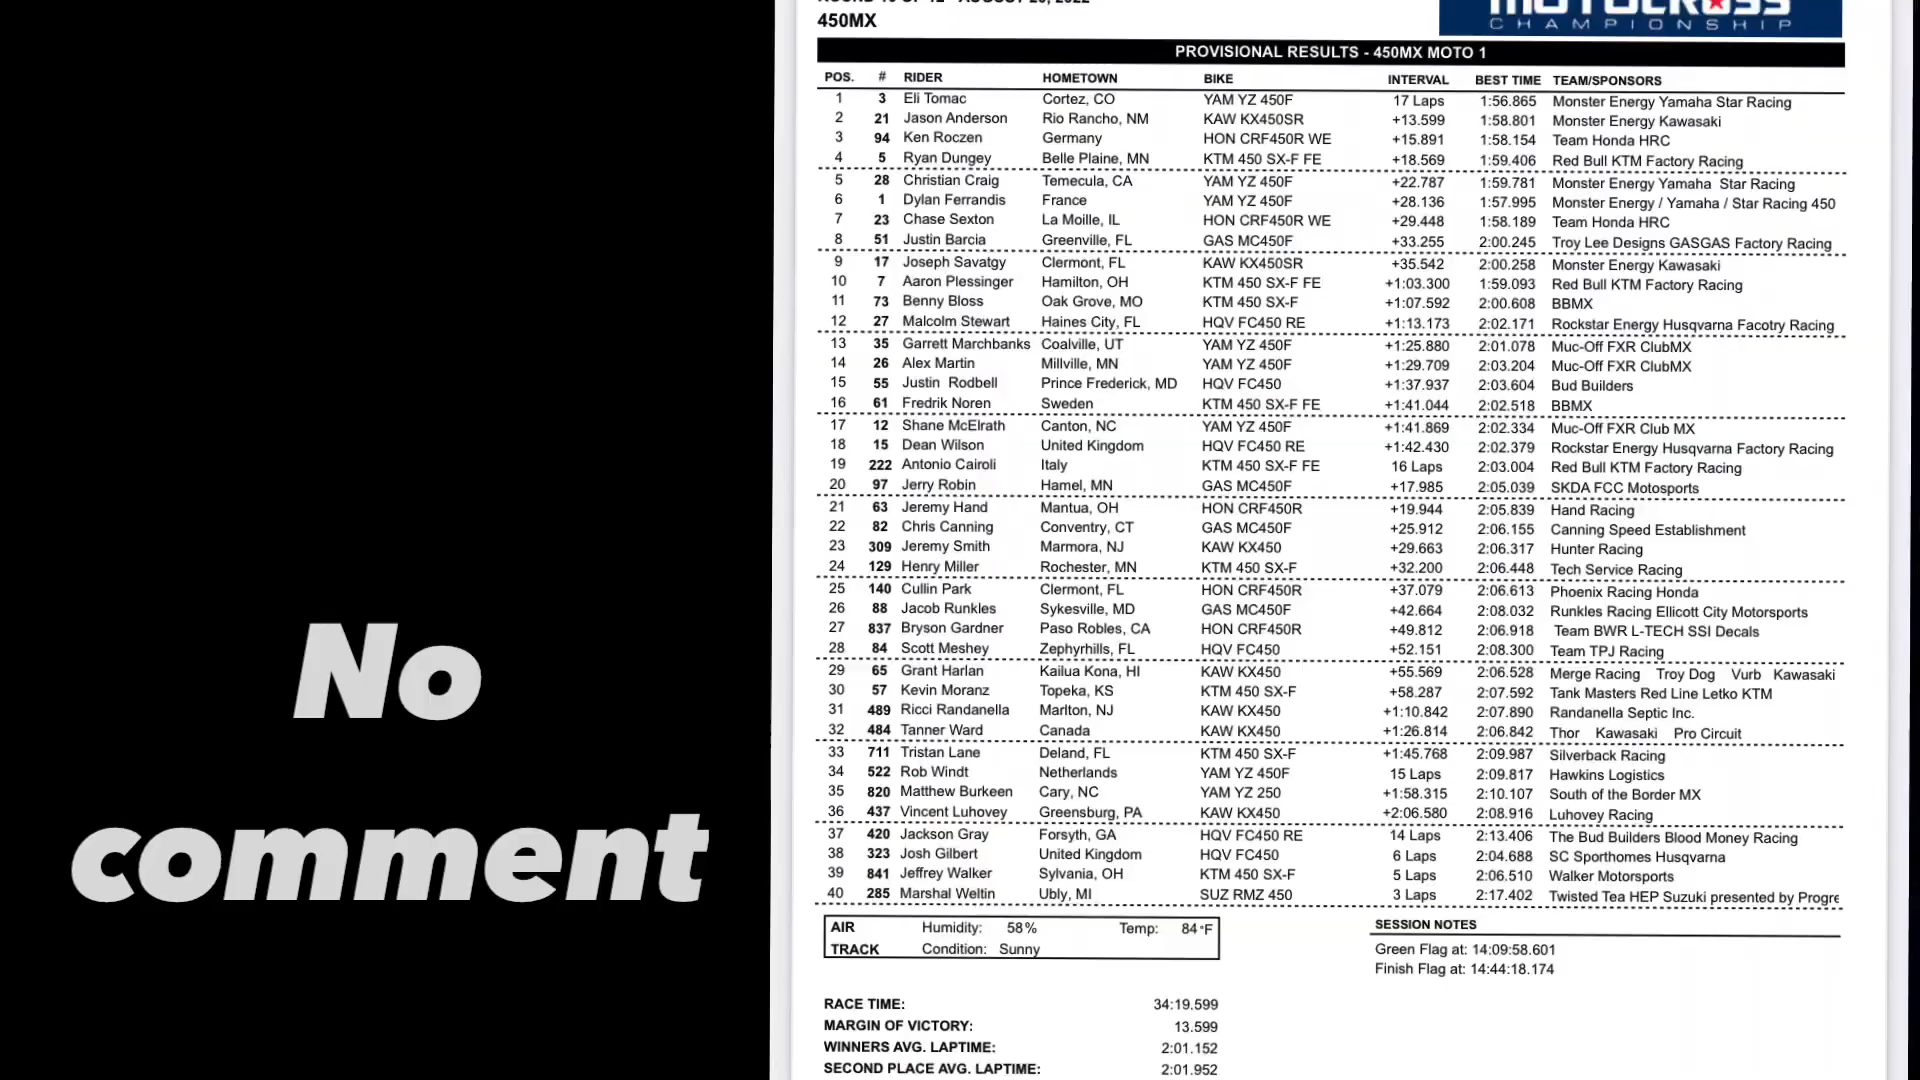 450MX
CHAMPIONSHIP
PROVISIONAL RESULTS - 450MX MOTO 1
POS. # RIDER HOMETOWN BIKE INTERVAL BEST TIME TEAM/SPONSORS
1 3 Eli Tomac Cortez, CO YAM YZ 450F 17 Laps 1:56.865 Monster Energy Yamaha Star Racing
2 21 Jason Anderson Rio Rancho, NM KAW KX450SR +13.599 1:58.801 Monster Energy Kawasaki
3 94 Ken Roczen Germany HON CRF450R WE +15.891 1:58.154 Team Honda HRC
4 5 Ryan Dungey Belle Plaine, MN KTM 450 SX-F FE +18.569 1:59.406 Red Bull KTM Factory Racing
5 28 Christian Craig Temecula, CA YAM YZ 450F +22.787 1:59.781 Monster Energy Yamaha Star Racing
6 1 Dylan Ferrandis France YAM YZ 450F +28.136 1:57.995 Monster Energy / Yamaha / Star Racing 450
7 23 Chase Sexton La Moille, IL HON CRF450R WE +29.448 1:58.189 Team Honda HRC
8 51 Justin Barcia Greenville, FL GAS MC450F +33.255 2:00.245 Troy Lee Designs GASGAS Factory Racing
9 17 Joseph Savatgy Clermont, FL KAW KX450SR +35.542 2:00.258 Monster Energy Kawasaki
10 7 Aaron Plessinger Hamilton, OH KTM 450 SX-F FE +1:03.300 1:59.093 Red Bull KTM Factory Racing
11 73 Benny Bloss Oak Grove, MO KTM 450 SX-F +1:07.592 2:00.608 BBMX
12 27 Malcolm Stewart Haines City, FL HQV FC450 RE +1:13.173 2:02.171 Rockstar Energy Husqvarna Facotry Racing
13 35 Garrett Marchbanks Coalville, UT YAM YZ 450F +1:25.880 2:01.078 Muc-Off FXR ClubMX
14 26 Alex Martin Millville, MN YAM YZ 450F +1:29.709 2:03.204 Muc-Off FXR ClubMX
15 55 Justin Rodbell Prince Frederick, MD HQV FC450 +1:37.937 2:03.604 Bud Builders
16 61 Fredrik Noren Sweden KTM 450 SX-F FE +1:41.044 2:02.518 BBMX
17 12 Shane McElrath Canton, NC YAM YZ 450F +1:41.869 2:02.334 Muc-Off FXR Club MX
18 15 Dean Wilson United Kingdom HQV FC450 RE +1:42.430 2:02.379 Rockstar Energy Husqvarna Factory Racing
19 222 Antonio Cairoli Italy KTM 450 SX-F FE 16 Laps 2:03.004 Red Bull KTM Factory Racing
20 97 Jerry Robin Hamel, MN GAS MC450F +17.985 2:05.039 SKDA FCC Motosports
21 63 Jeremy Hand Mantua, OH HON CRF450R +19.944 2:05.839 Hand Racing
22 82 Chris Canning Conventry, CT GAS MC450F +25.912 2:06.155 Canning Speed Establishment
23 309 Jeremy Smith Marmora, NJ KAW KX450 +29.663 2:06.317 Hunter Racing
24 129 Henry Miller Rochester, MN KTM 450 SX-F +32.200 2:06.448 Tech Service Racing
25 140 Cullin Park Clermont, FL HON CRF450R +37.079 2:06.613 Phoenix Racing Honda
26 88 Jacob Runkles Sykesville, MD GAS MC450F +42.664 2:08.032 Runkles Racing Ellicott City Motorsports
27 837 Bryson Gardner Paso Robles, CA HON CRF450R +49.812 2:06.918 Team BWR L-TECH SSI Decals
28 84 Scott Meshey Zephyrhills, FL HQV FC450 +52.151 2:08.300 Team TPJ Racing
29 65 Grant Harlan Kailua Kona, HI KAW KX450 +55.569 2:06.528 Merge Racing Troy Dog Vurb Kawasaki
30 57 Kevin Moranz Topeka, KS KTM 450 SX-F +58.287 2:07.592 Tank Masters Red Line Letko KTM
31 489 Ricci Randanella Marlton, NJ KAW KX450 +1:10.842 2:07.890 Randanella Septic Inc.
32 484 Tanner Ward Canada KAW KX450 +1:26.814 2:06.842 Thor Kawasaki Pro Circuit
33 711 Tristan Lane Deland, FL KTM 450 SX-F +1:45.768 2:09.987 Silverback Racing
34 522 Rob Windt Netherlands YAM YZ 450F 15 Laps 2:09.817 Hawkins Logistics
35 820 Matthew Burkeen Cary, NC YAM YZ 250 +1:58.315 2:10.107 South of the Border MX
36 437 Vincent Luhovey Greensburg, PA KAW KX450 +2:06.580 2:08.916 Luhovey Racing
37 420 Jackson Gray Forsyth, GA HQV FC450 RE 14 Laps 2:13.406 The Bud Builders Blood Money Racing
38 323 Josh Gilbert United Kingdom HQV FC450 6 Laps 2:04.688 SC Sporthomes Husqvarna
39 841 Jeffrey Walker Sylvania, OH KTM 450 SX-F 5 Laps 2:06.510 Walker Motorsports
40 285 Marshal Weltin Ubly, MI SUZ RMZ 450 3 Laps 2:17.402 Twisted Tea HEP Suzuki presented by Progre
AIR Humidity: 58% Temp: 84°F
TRACK Condition: Sunny
SESSION NOTES
Green Flag at: 14:09:58.601
Finish Flag at: 14:44:18.174
RACE TIME: 34:19.599
MARGIN OF VICTORY: 13.599
WINNERS AVG. LAPTIME: 2:01.152
SECOND PLACE AVG. LAPTIME: 2:01.952
No
comment